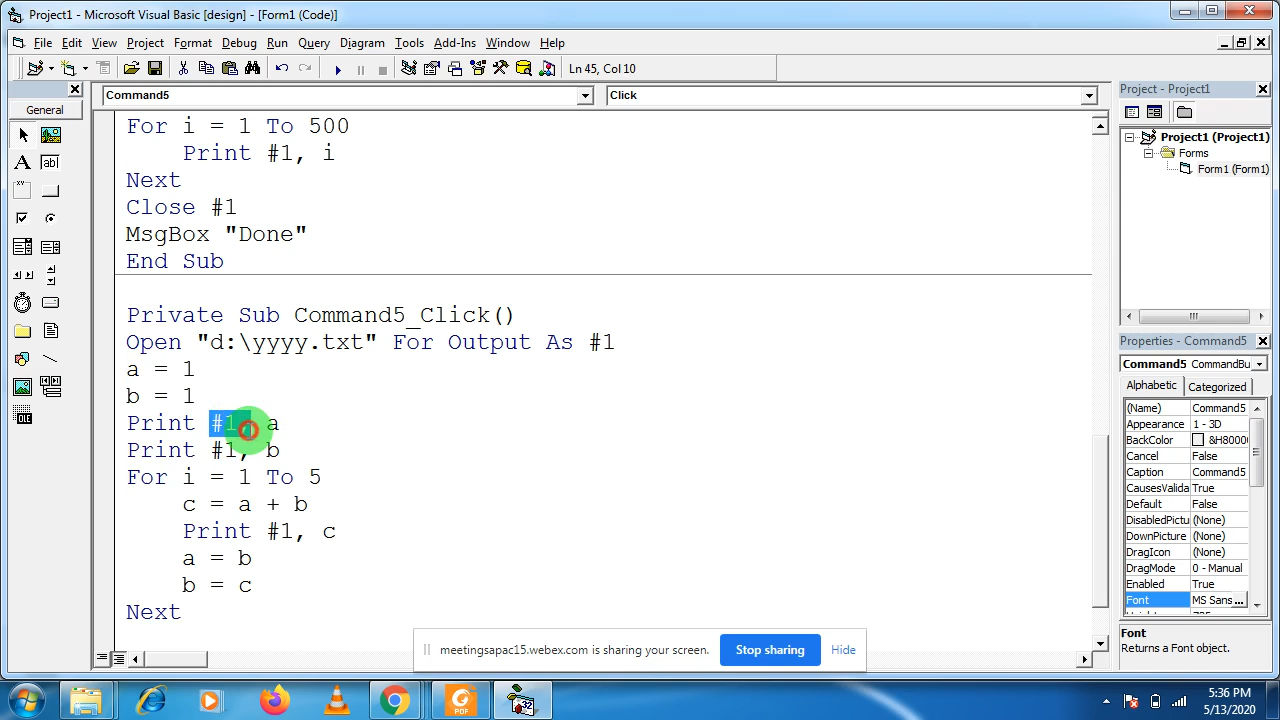 Project1 - Microsoft Visual Basic [design] - [Form1 (Code)]
File Edit View Project Format Debug Run Query Diagram Tools Add-Ins Window Help
Ln 45, Col 10
General
Command5
Click
For i = 1 To 500
Print #1, i
Next
Close #1
MsgBox "Done"
End Sub
Private Sub Command5_Click()
Open "d:\yyyy.txt" For Output As #1
a = 1
b = 1
Print #1, a
Print #1, b
For i = 1 To 5
c = a + b
Print #1, c
a = b
b = c
Next
Project - Project1
Project1 (Project1)
Forms
Form1 (Form1)
Properties - Command5
Command5 CommandBu
Alphabetic Categorized
(Name) Command5
Appearance 1 - 3D
BackColor &H8000
Cancel False
Caption Command5
CausesValida True
Default False
DisabledPictu (None)
DownPicture (None)
DragIcon (None)
DragMode 0 - Manual
Enabled True
Font MS Sans ...
Font
Returns a Font object.
meetingsapac15.webex.com is sharing your screen. Stop sharing Hide
PDF
32
5:36 PM
5/13/2020